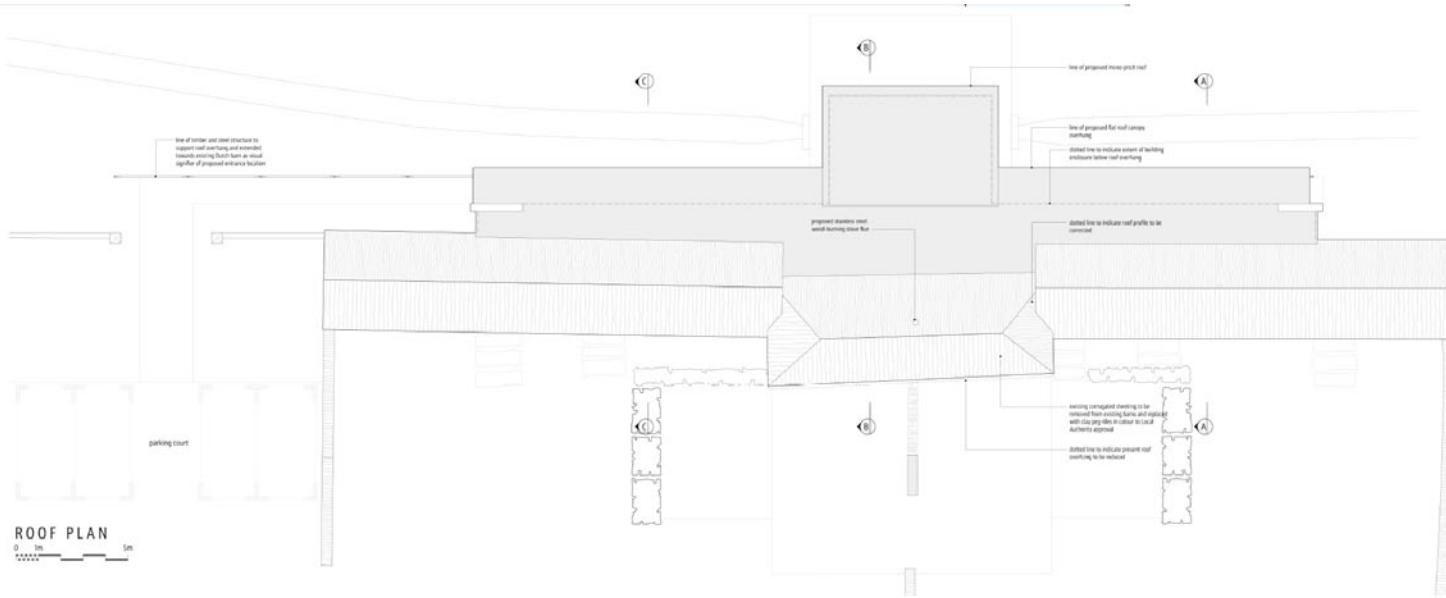 B
C
A
line of proposed mono-pitch roof
line of timber and steel structure to
support roof overhang and extended
towards existing Dutch barn as visual
signifier of proposed entrance location
line of proposed flat roof canopy
overhang
dotted line to indicate extent of building
enclosure below roof overhang
proposed stainless steel
wood-burning stove flue
dotted line to indicate roof profile to be
corrected
existing corrugated sheeting to be
removed from existing barns and replaced
with clay peg-tiles in colour to Local
Authority approval
C
B
A
parking court
dotted line to indicate present roof
overhang to be reduced
ROOF PLAN
0 1m 5m